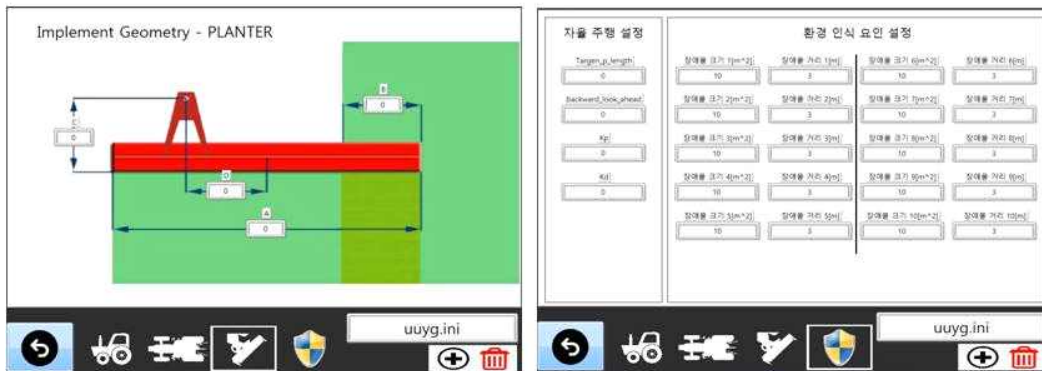 Implement Geometry - PLANTER
B
0
C
0
D
0
A
0
uuyg.ini
자율 주행 설정
Targen_p_length
0
Backward_look_ahead
0
Kp
0
Kd
0
환경 인식 요인 설정
장애물 크기 1[m^2] 장애물 거리 1[m] 장애물 크기 6[m^2] 장애물 거리 6[m]
10 3 10 3
장애물 크기 2[m^2] 장애물 거리 2[m] 장애물 크기 7[m^2] 장애물 거리 7[m]
10 3 10 3
장애물 크기 3[m^2] 장애물 거리 3[m] 장애물 크기 8[m^2] 장애물 거리 8[m]
10 3 10 3
장애물 크기 4[m^2] 장애물 거리 4[m] 장애물 크기 9[m^2] 장애물 거리 9[m]
10 3 10 3
장애물 크기 5[m^2] 장애물 거리 5[m] 장애물 크기 10[m^2] 장애물 거리 10[m]
10 3 10 3
uuyg.ini